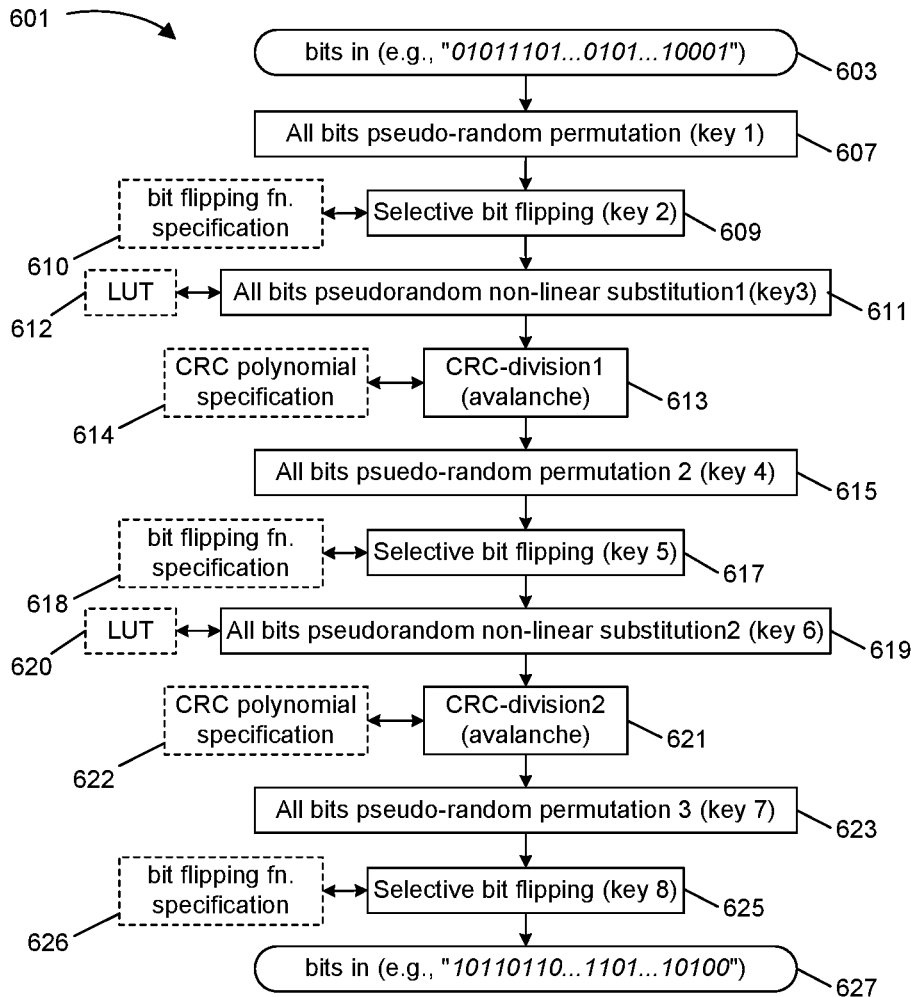 601
bits in (e.g., "01011101...0101...10001")
603
All bits pseudo-random permutation (key 1)
607
bit flipping fn.
specification
610
Selective bit flipping (key 2)
609
LUT
612
All bits pseudorandom non-linear substitution1(key3)
611
CRC polynomial
specification
614
CRC-division1
(avalanche)
613
All bits psuedo-random permutation 2 (key 4)
615
bit flipping fn.
specification
618
Selective bit flipping (key 5)
617
LUT
620
All bits pseudorandom non-linear substitution2 (key 6)
619
CRC polynomial
specification
622
CRC-division2
(avalanche)
621
All bits pseudo-random permutation 3 (key 7)
623
bit flipping fn.
specification
626
Selective bit flipping (key 8)
625
bits in (e.g., "10110110...1101...10100")
627